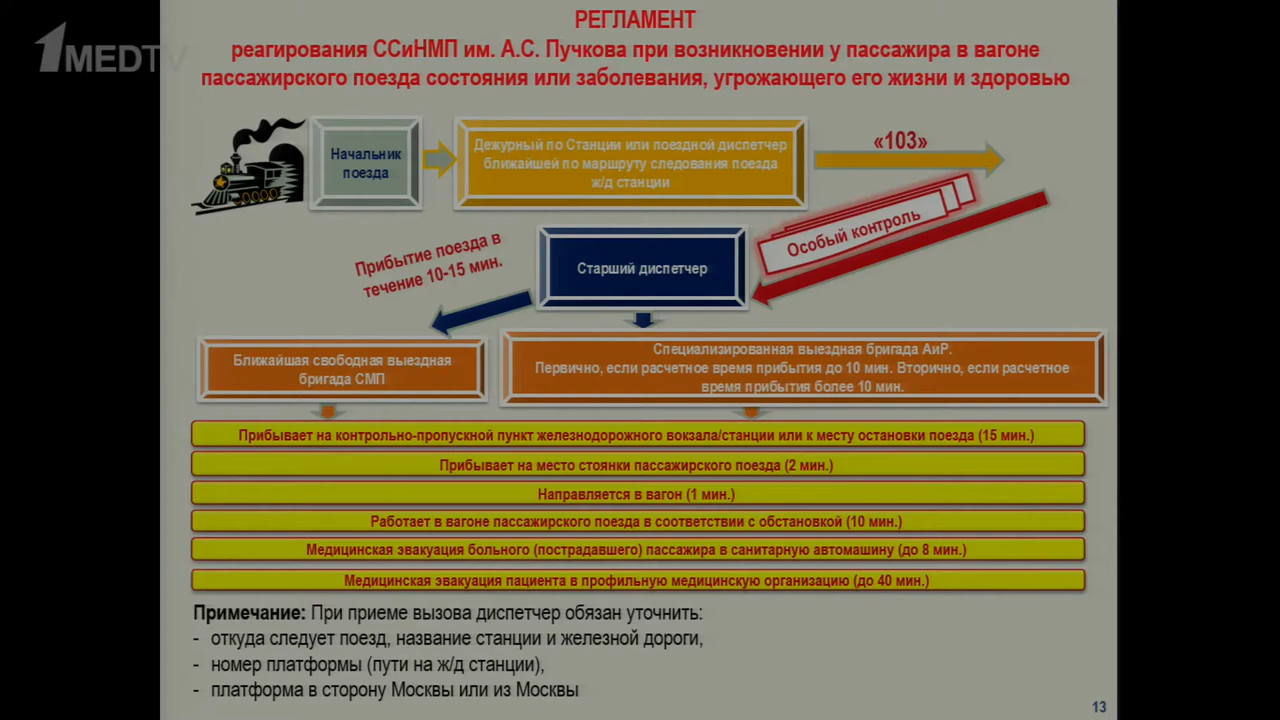 1MEDTV
РЕГЛАМЕНТ
реагирования ССиНМП им. А.С. Пучкова при возникновении у пассажира в вагоне
пассажирского поезда состояния или заболевания, угрожающего его жизни и здоровью
Начальник
поезда
Дежурный по Станции или поездной диспетчер
ближайшей по маршруту следования поезда
ж/д станции
«103»
Особый контроль
Прибытие поезда в
течение 10-15 мин.
Старший диспетчер
Ближайшая свободная выездная
бригада СМП
Специализированная выездная бригада АиР.
Первично, если расчетное время прибытия до 10 мин. Вторично, если расчетное
время прибытия более 10 мин.
Прибывает на контрольно-пропускной пункт железнодорожного вокзала/станции или к месту остановки поезда (15 мин.)
Прибывает на место стоянки пассажирского поезда (2 мин.)
Направляется в вагон (1 мин.)
Работает в вагоне пассажирского поезда в соответствии с обстановкой (10 мин.)
Медицинская эвакуация больного (пострадавшего) пассажира в санитарную автомашину (до 8 мин.)
Медицинская эвакуация пациента в профильную медицинскую организацию (до 40 мин.)
Примечание: При приеме вызова диспетчер обязан уточнить:
- откуда следует поезд, название станции и железной дороги,
- номер платформы (пути на ж/д станции),
- платформа в сторону Москвы или из Москвы
13